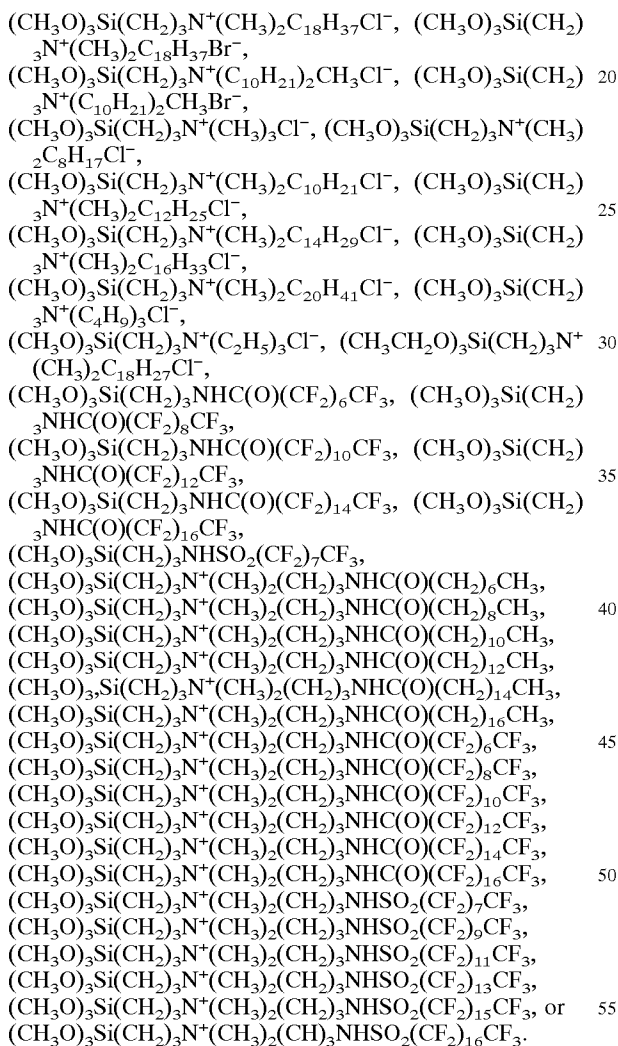 (CH₃O)₃Si(CH₂)₃N⁺(CH₃)₂C₁₈H₃₇Cl⁻, (CH₃O)₃Si(CH₂)
₃N⁺(CH₃)₂C₁₈H₃₇Br⁻,
(CH₃O)₃Si(CH₂)₃N⁺(C₁₀H₂₁)₂CH₃Cl⁻, (CH₃O)₃Si(CH₂) 20
₃N⁺(C₁₀H₂₁)₂CH₃Br⁻,
(CH₃O)₃Si(CH₂)₃N⁺(CH₃)₃Cl⁻, (CH₃O)₃Si(CH₂)₃N⁺(CH₃)
₂C₈H₁₇Cl⁻,
(CH₃O)₃Si(CH₂)₃N⁺(CH₃)₂C₁₀H₂₁Cl⁻, (CH₃O)₃Si(CH₂)
₃N⁺(CH₃)₂C₁₂H₂₅Cl⁻, 25
(CH₃O)₃Si(CH₂)₃N⁺(CH₃)₂C₁₄H₂₉Cl⁻, (CH₃O)₃Si(CH₂)
₃N⁺(CH₃)₂C₁₆H₃₃Cl⁻,
(CH₃O)₃Si(CH₂)₃N⁺(CH₃)₂C₂₀H₄₁Cl⁻, (CH₃O)₃Si(CH₂)
₃N⁺(C₄H₉)₃Cl⁻,
(CH₃O)₃Si(CH₂)₃N⁺(C₂H₅)₃Cl⁻, (CH₃CH₂O)₃Si(CH₂)₃N⁺ 30
(CH₃)₂C₁₈H₂₇Cl⁻,
(CH₃O)₃Si(CH₂)₃NHC(O)(CF₂)₆CF₃, (CH₃O)₃Si(CH₂)
₃NHC(O)(CF₂)₈CF₃,
(CH₃O)₃Si(CH₂)₃NHC(O)(CF₂)₁₀CF₃, (CH₃O)₃Si(CH₂)
₃NHC(O)(CF₂)₁₂CF₃, 35
(CH₃O)₃Si(CH₂)₃NHC(O)(CF₂)₁₄CF₃, (CH₃O)₃Si(CH₂)
₃NHC(O)(CF₂)₁₆CF₃,
(CH₃O)₃Si(CH₂)₃NHSO₂(CF₂)₇CF₃,
(CH₃O)₃Si(CH₂)₃N⁺(CH₃)₂(CH₂)₃NHC(O)(CH₂)₆CH₃,
(CH₃O)₃Si(CH₂)₃N⁺(CH₃)₂(CH₂)₃NHC(O)(CH₂)₈CH₃, 40
(CH₃O)₃Si(CH₂)₃N⁺(CH₃)₂(CH₂)₃NHC(O)(CH₂)₁₀CH₃,
(CH₃O)₃Si(CH₂)₃N⁺(CH₃)₂(CH₂)₃NHC(O)(CH₂)₁₂CH₃,
(CH₃O)₃,Si(CH₂)₃N⁺(CH₃)₂(CH₂)₃NHC(O)(CH₂)₁₄CH₃,
(CH₃O)₃Si(CH₂)₃N⁺(CH₃)₂(CH₂)₃NHC(O)(CH₂)₁₆CH₃,
(CH₃O)₃Si(CH₂)₃N⁺(CH₃)₂(CH₂)₃NHC(O)(CF₂)₆CF₃, 45
(CH₃O)₃Si(CH₂)₃N⁺(CH₃)₂(CH₂)₃NHC(O)(CF₂)₈CF₃,
(CH₃O)₃Si(CH₂)₃N⁺(CH₃)₂(CH₂)₃NHC(O)(CF₂)₁₀CF₃,
(CH₃O)₃Si(CH₂)₃N⁺(CH₃)₂(CH₂)₃NHC(O)(CF₂)₁₂CF₃,
(CH₃O)₃Si(CH₂)₃N⁺(CH₃)₂(CH₂)₃NHC(O)(CF₂)₁₄CF₃,
(CH₃O)₃Si(CH₂)₃N⁺(CH₃)₂(CH₂)₃NHC(O)(CF₂)₁₆CF₃, 50
(CH₃O)₃Si(CH₂)₃N⁺(CH₃)₂(CH₂)₃NHSO₂(CF₂)₇CF₃,
(CH₃O)₃Si(CH₂)₃N⁺(CH₃)₂(CH₂)₃NHSO₂(CF₂)₉CF₃,
(CH₃O)₃Si(CH₂)₃N⁺(CH₃)₂(CH₂)₃NHSO₂(CF₂)₁₁CF₃,
(CH₃O)₃Si(CH₂)₃N⁺(CH₃)₂(CH₂)₃NHSO₂(CF₂)₁₃CF₃,
(CH₃O)₃Si(CH₂)₃N⁺(CH₃)₂(CH₂)₃NHSO₂(CF₂)₁₅CF₃, or 55
(CH₃O)₃Si(CH₂)₃N⁺(CH₃)₂(CH)₃NHSO₂(CF₂)₁₆CF₃.